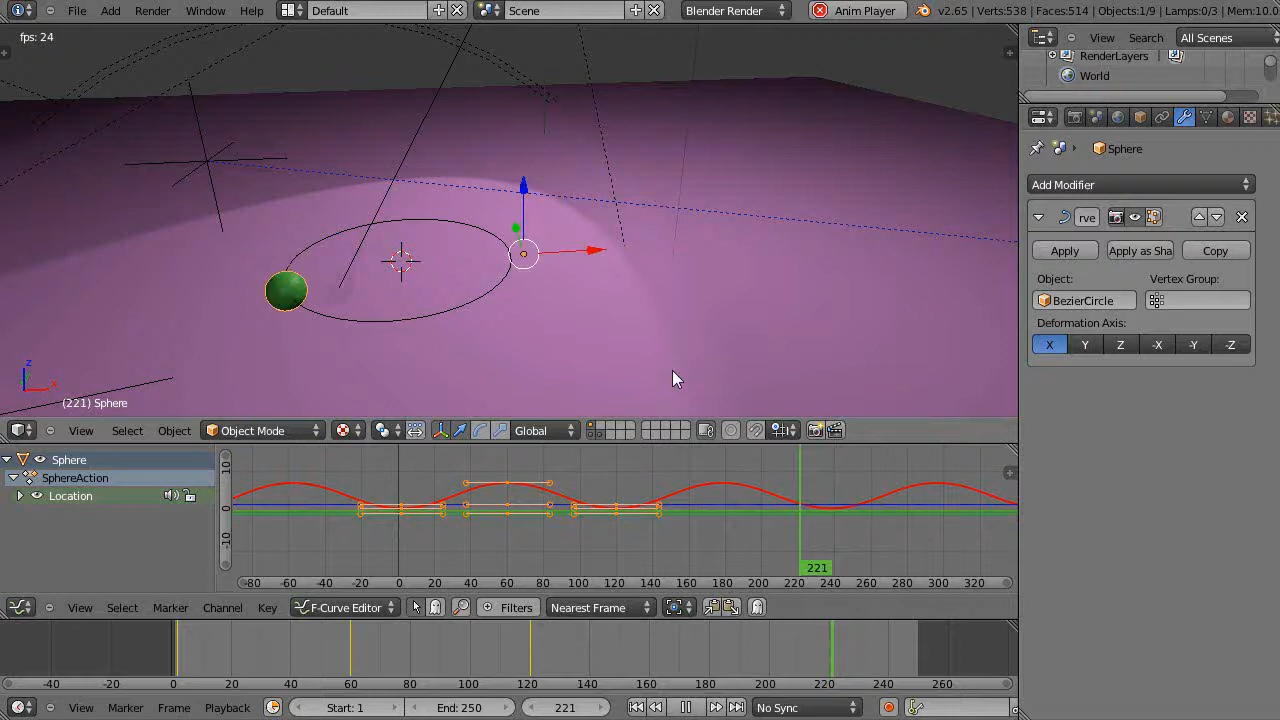 File Add Render Window Help Default Scene Blender Render Anim Player v2.65 | Verts:538 | Faces:514 | Objects:1/9 | Lamps:0/3 | Mem:10.0
fps: 24
View Search All Scenes
RenderLayers
World
Sphere
Add Modifier
rve
Apply Apply as Sha Copy
Object: Vertex Group:
BezierCircle
Deformation Axis:
X Y Z -X -Y -Z
z
x
(221) Sphere
View Select Object Object Mode Global
Sphere
SphereAction
Location
10
0
-10
221
-80 -60 -40 -20 0 20 40 60 80 100 120 140 160 180 200 220 240 260 280 300 320
View Select Marker Channel Key F-Curve Editor Filters Nearest Frame
-40 -20 0 20 40 60 80 100 120 140 160 180 200 220 240 260
View Marker Frame Playback Start: 1 End: 250 221 No Sync